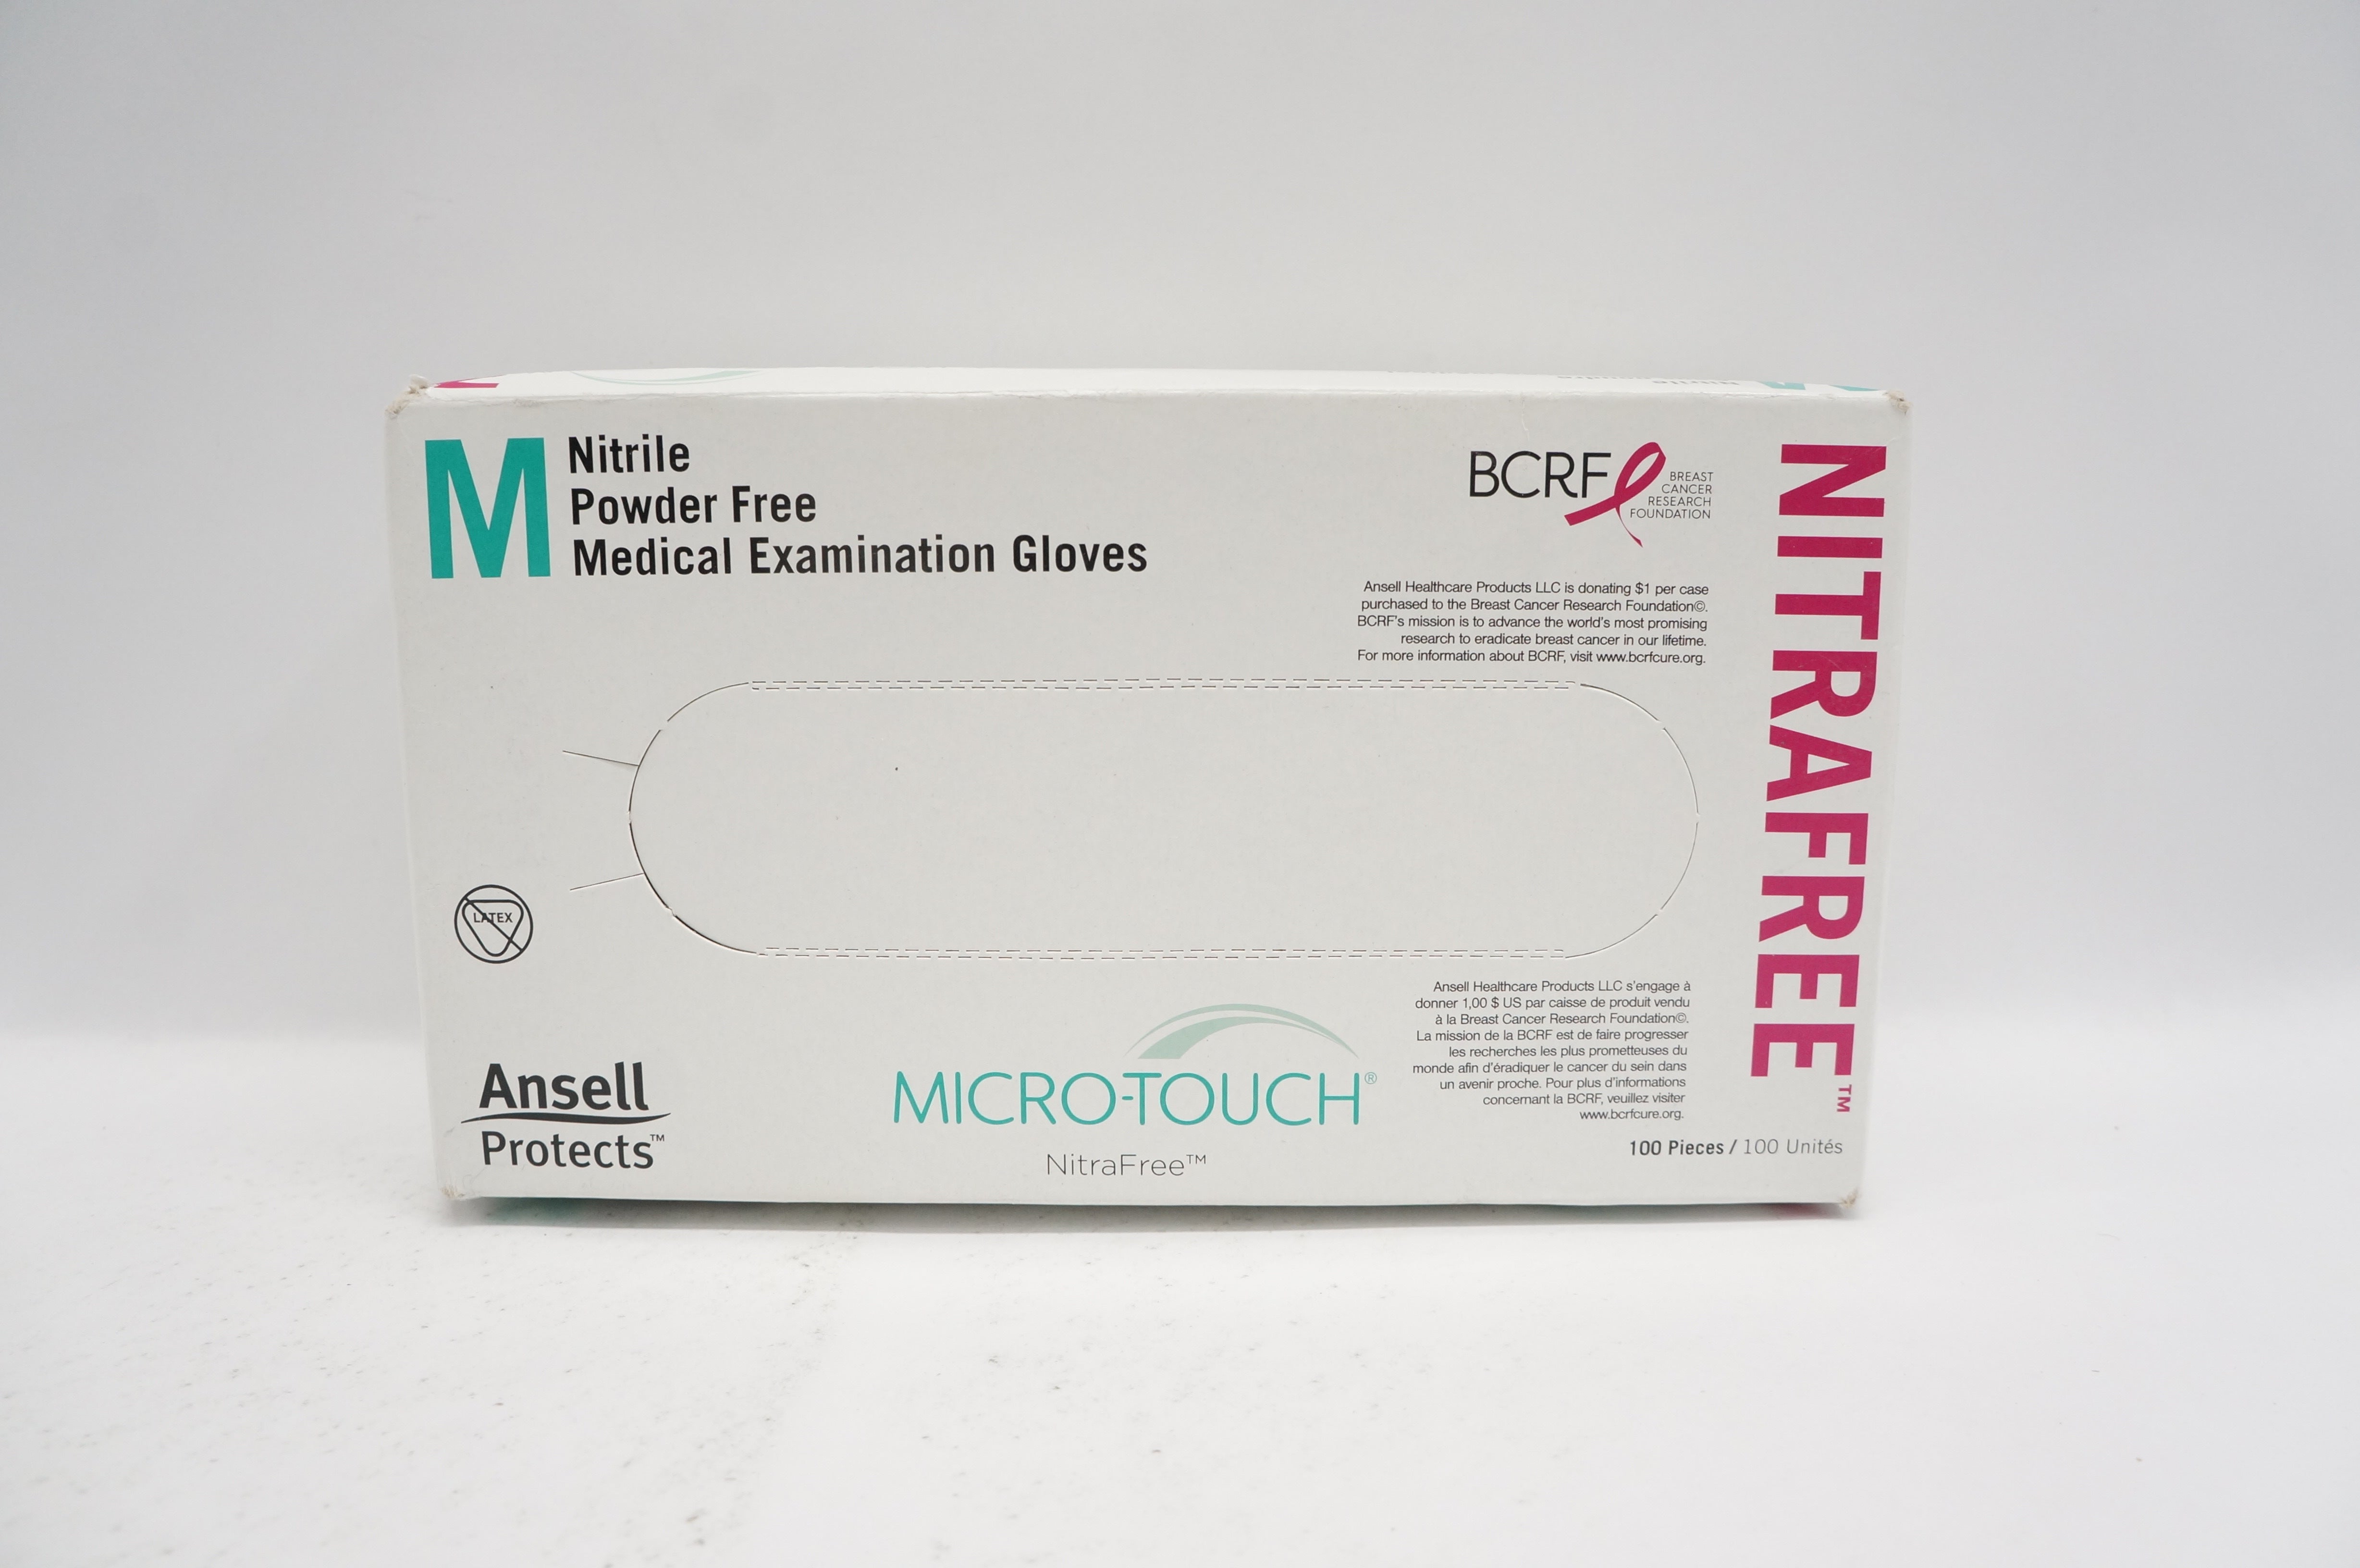 M
Nitrile
Powder Free
Medical Examination Gloves
BCRF
BREAST
CANCER
RESEARCH
FOUNDATION
Ansell Healthcare Products LLC is donating $1 per case
purchased to the Breast Cancer Research Foundation©.
BCRF's mission is to advance the world's most promising
research to eradicate breast cancer in our lifetime.
For more information about BCRF, visit www.bcrfcure.org.
NITRAFREE™
LATEX
Ansell
Protects™
MICRO-TOUCH®
NitraFree™
Ansell Healthcare Products LLC s'engage à
donner 1,00 $ US par caisse de produit vendu
à la Breast Cancer Research Foundation©.
La mission de la BCRF est de faire progresser
les recherches les plus prometteuses du
monde afin d'éradiquer le cancer du sein dans
un avenir proche. Pour plus d'informations
concernant la BCRF, veuillez visiter
www.bcrfcure.org.
100 Pieces / 100 Unités